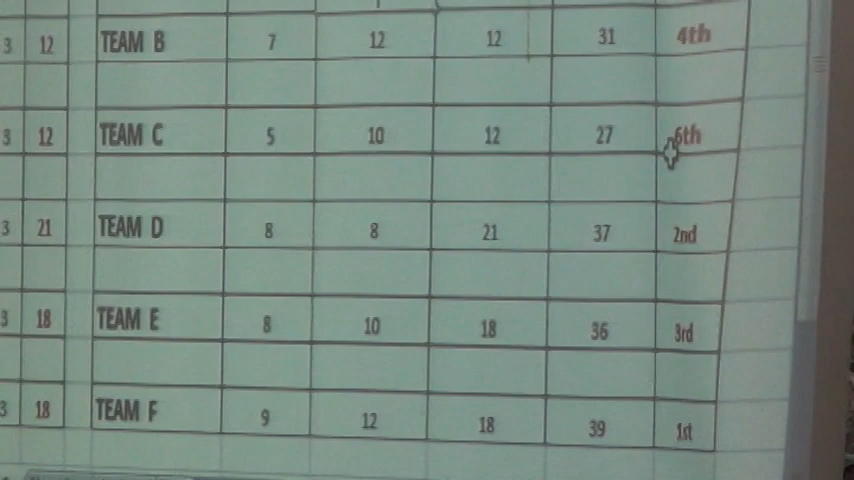 3 12 TEAM B 7 12 12 31 4th
3 12 TEAM C 5 10 12 27 6th
3 21 TEAM D 8 8 21 37 2nd
3 18 TEAM E 8 10 18 36 3rd
3 18 TEAM F 9 12 18 39 1st